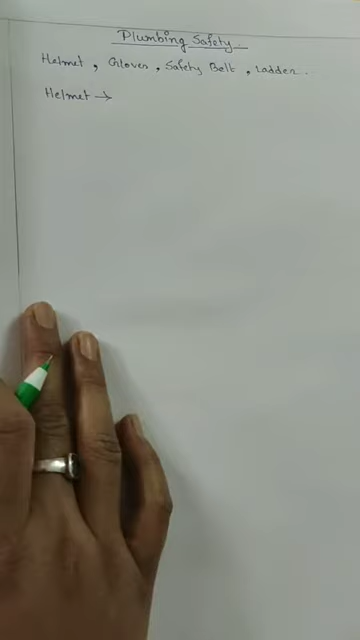 Plumbing Safety.
Helmet, Gloves, Safety Belt, Ladder.
Helmet →